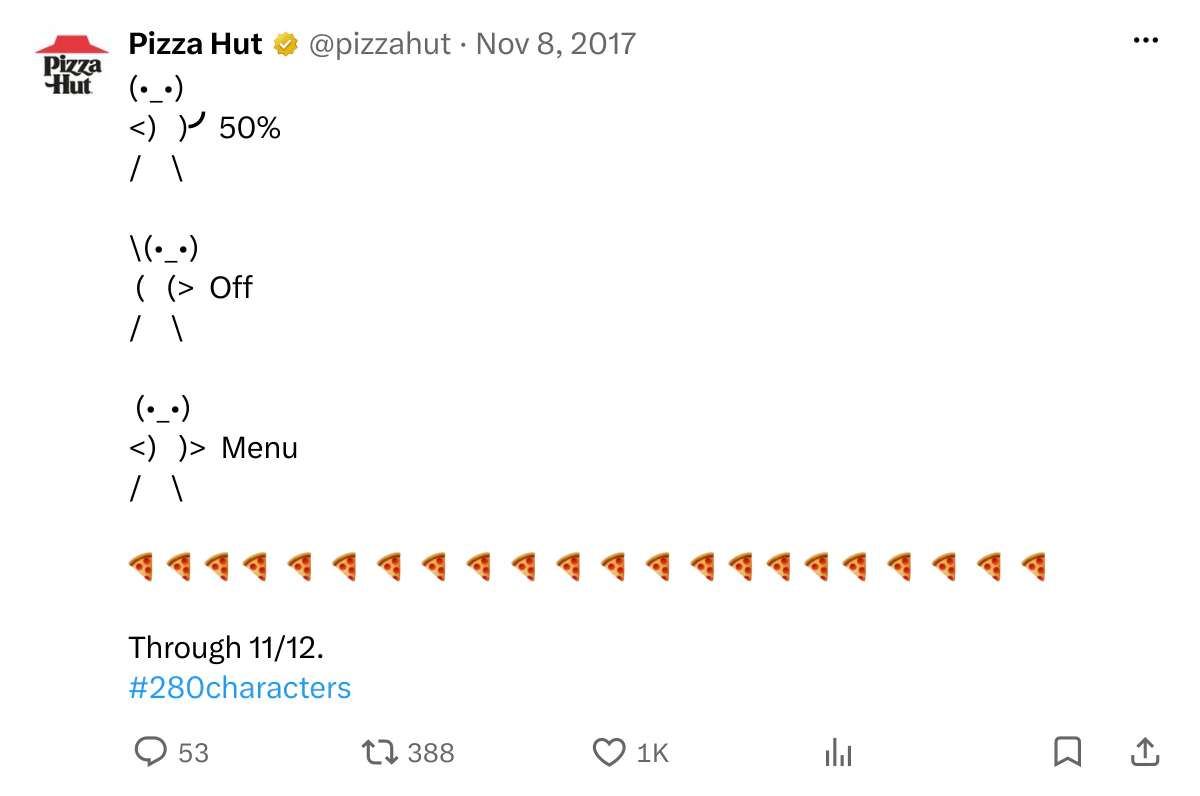 Pizza Hut
Pizza Hut @pizzahut · Nov 8, 2017
(•_•)
<)   )╯ 50%
/    \
\(•_•)
(   (>  Off
/    \
(•_•)
<)   )>  Menu
/    \
🍕 🍕 🍕 🍕 🍕 🍕 🍕 🍕 🍕 🍕 🍕 🍕 🍕 🍕 🍕 🍕 🍕 🍕 🍕 🍕 🍕 🍕
Through 11/12.
#280characters
53 388 1K